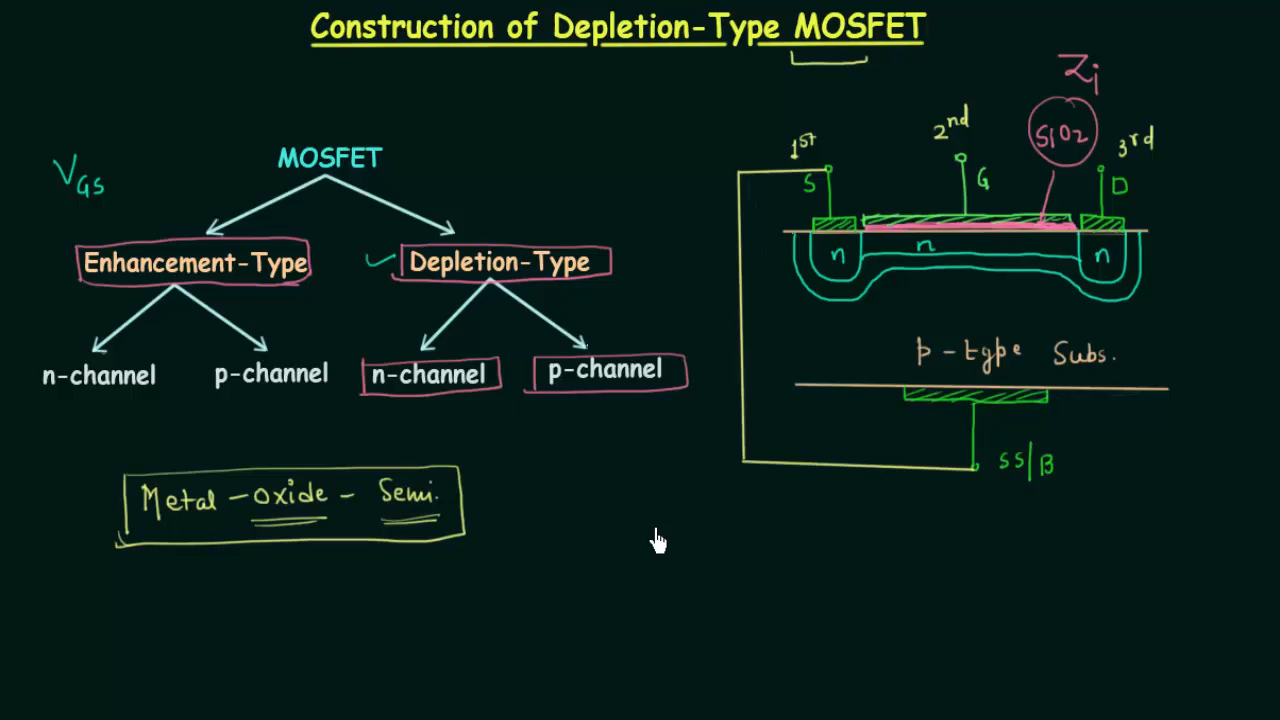 Construction of Depletion-Type MOSFET
MOSFET
VGS
Enhancement-Type
Depletion-Type
n-channel
p-channel
n-channel
p-channel
Metal - oxide - Semi.
Zi
SiO2
1st
2nd
3rd
S
G
D
n
n
n
p-type Subs.
SS/B